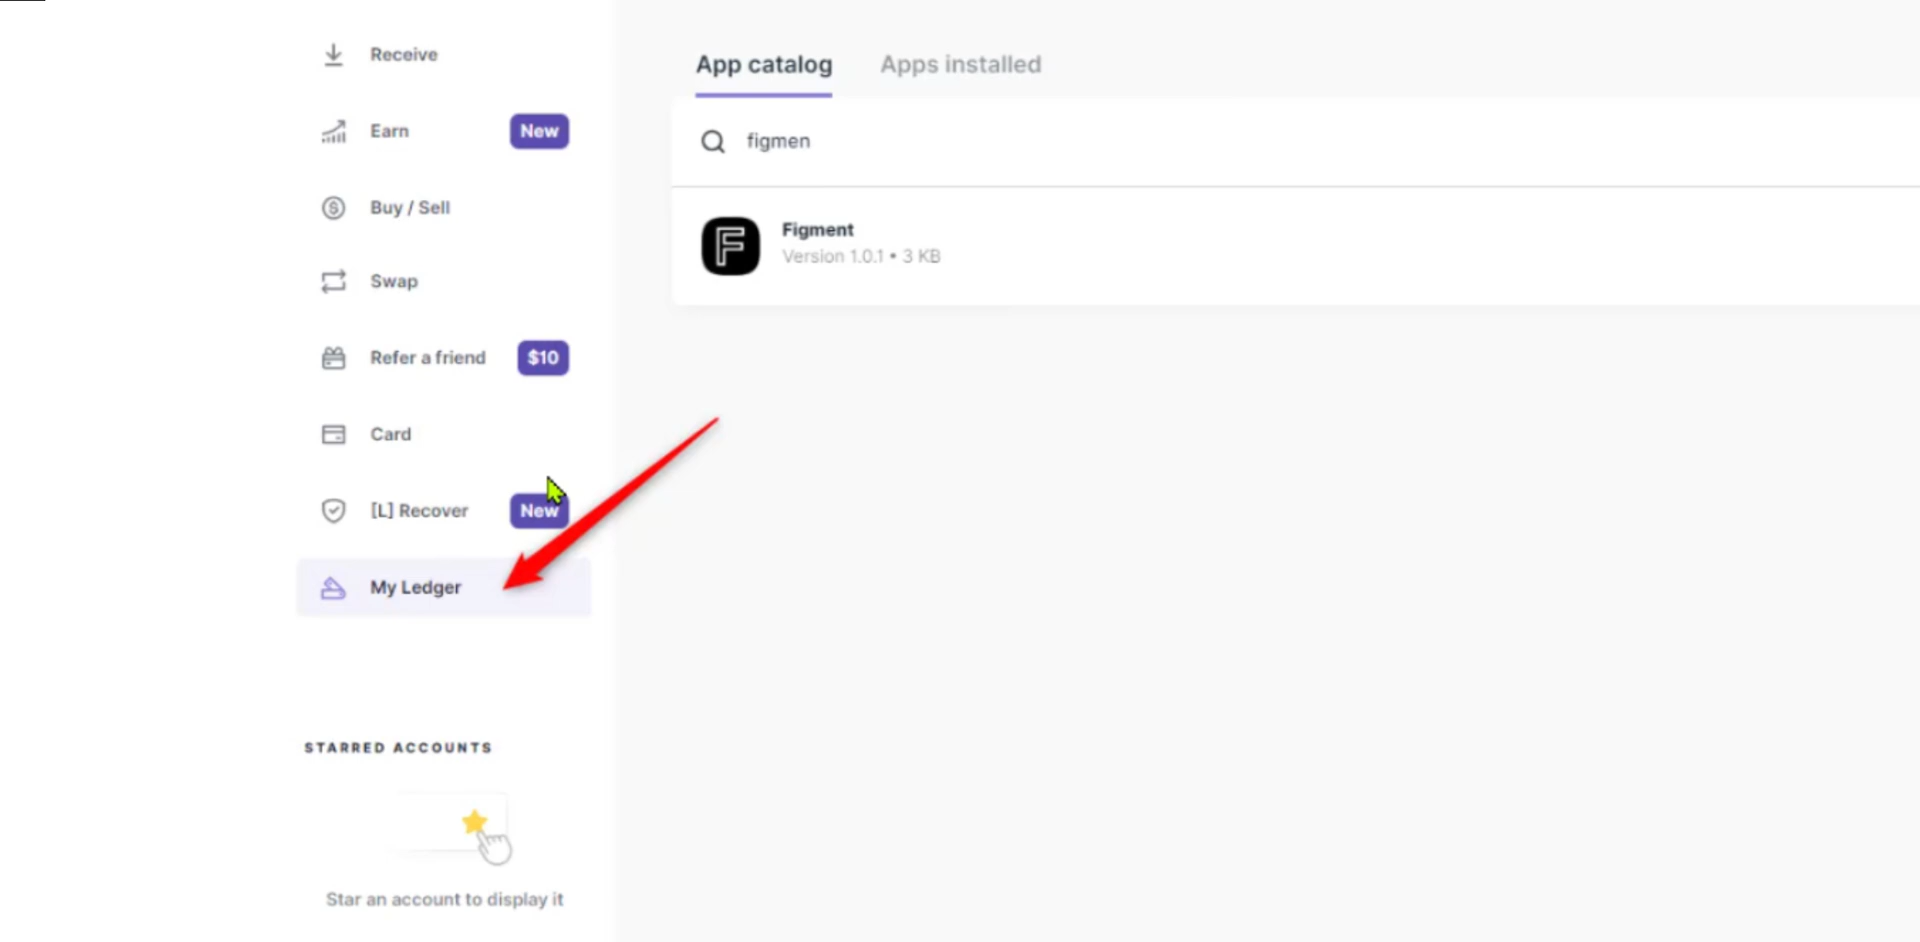 Receive
Earn New
Buy / Sell
Swap
Refer a friend $10
Card
[L] Recover New
My Ledger
STARRED ACCOUNTS
Star an account to display it
App catalog Apps installed
figmen
F
Figment
Version 1.0.1 • 3 KB